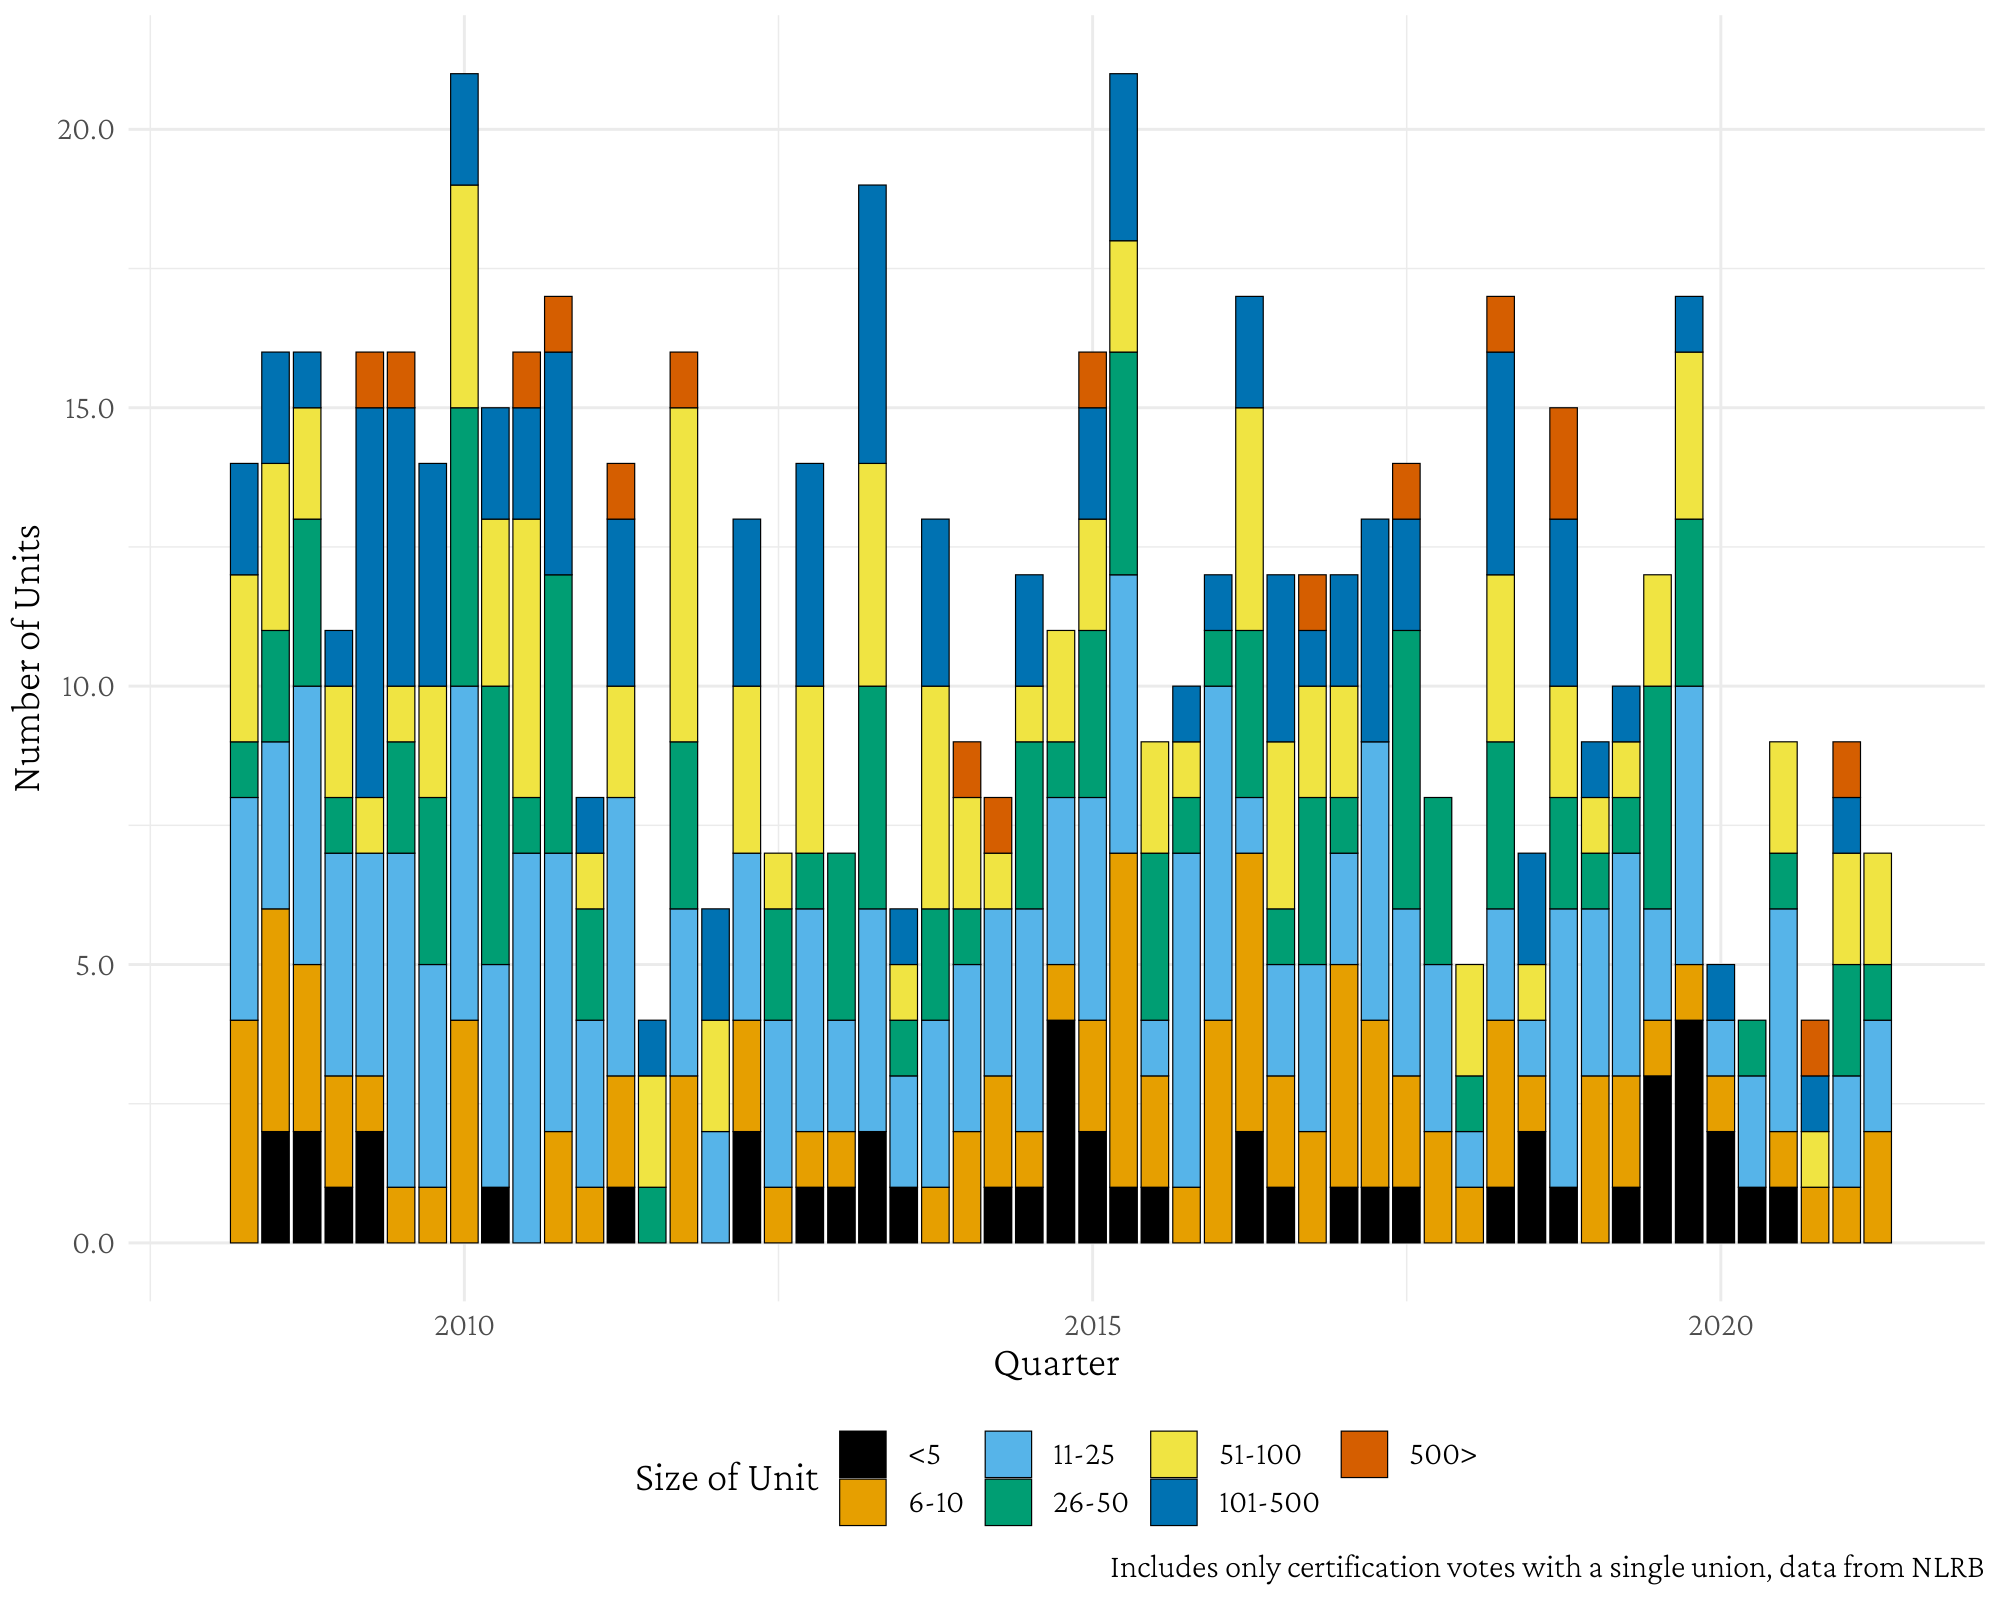 20.0
15.0
10.0
5.0
0.0
Number of Units
2010 2015 2020
Quarter
Size of Unit
<5 11-25 51-100 500>
6-10 26-50 101-500
Includes only certification votes with a single union, data from NLRB